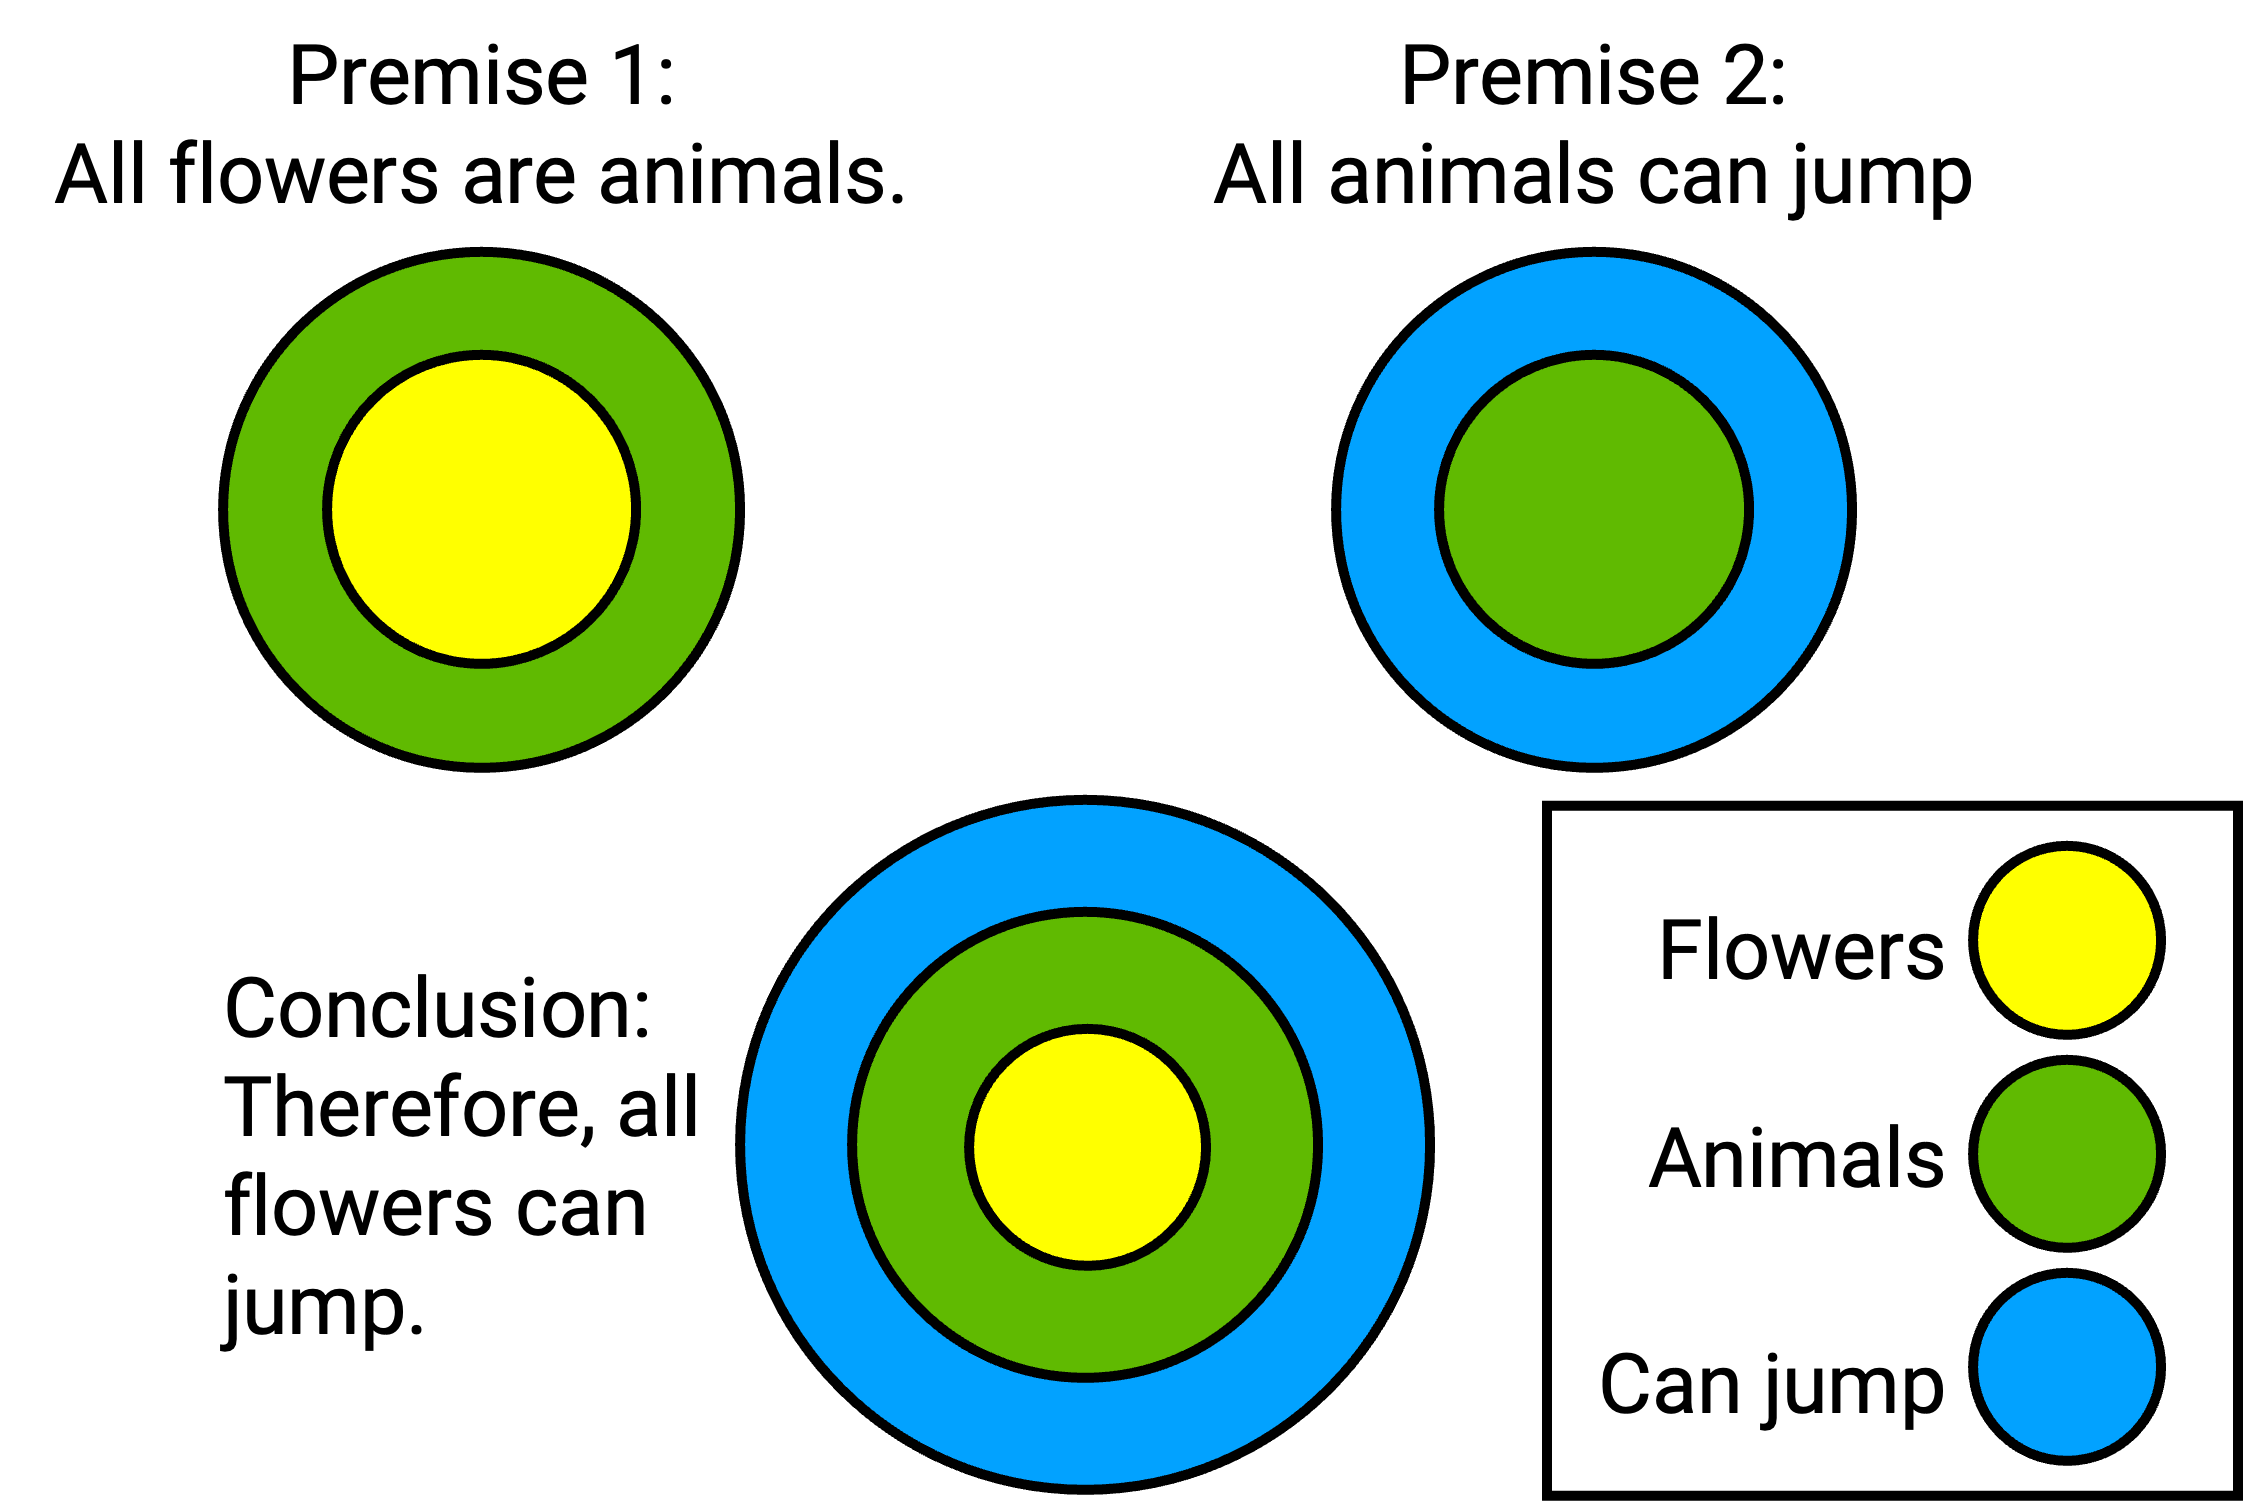 Premise 1:
All flowers are animals.
Premise 2:
All animals can jump
Conclusion:
Therefore, all
flowers can
jump.
Flowers
Animals
Can jump